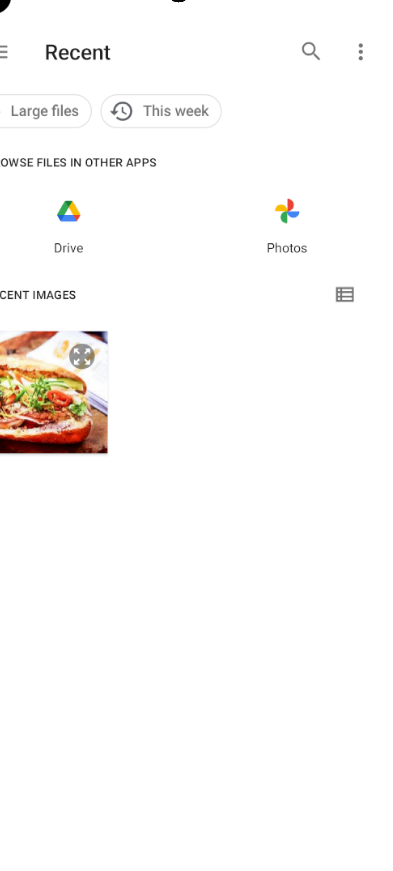 Recent
Large files
This week
OWSE FILES IN OTHER APPS
Drive
Photos
CENT IMAGES